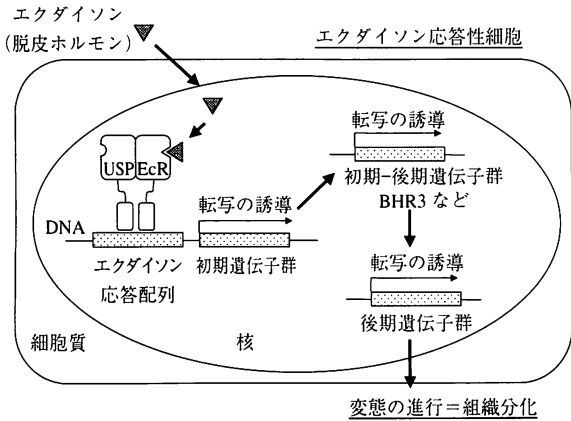 エクダイソン
(脱皮ホルモン)
エクダイソン応答性細胞
USP EcR
DNA
エクダイソン
応答配列
転写の誘導
初期遺伝子群
転写の誘導
初期−後期遺伝子群
BHR3 など
転写の誘導
後期遺伝子群
細胞質
核
変態の進行=組織分化